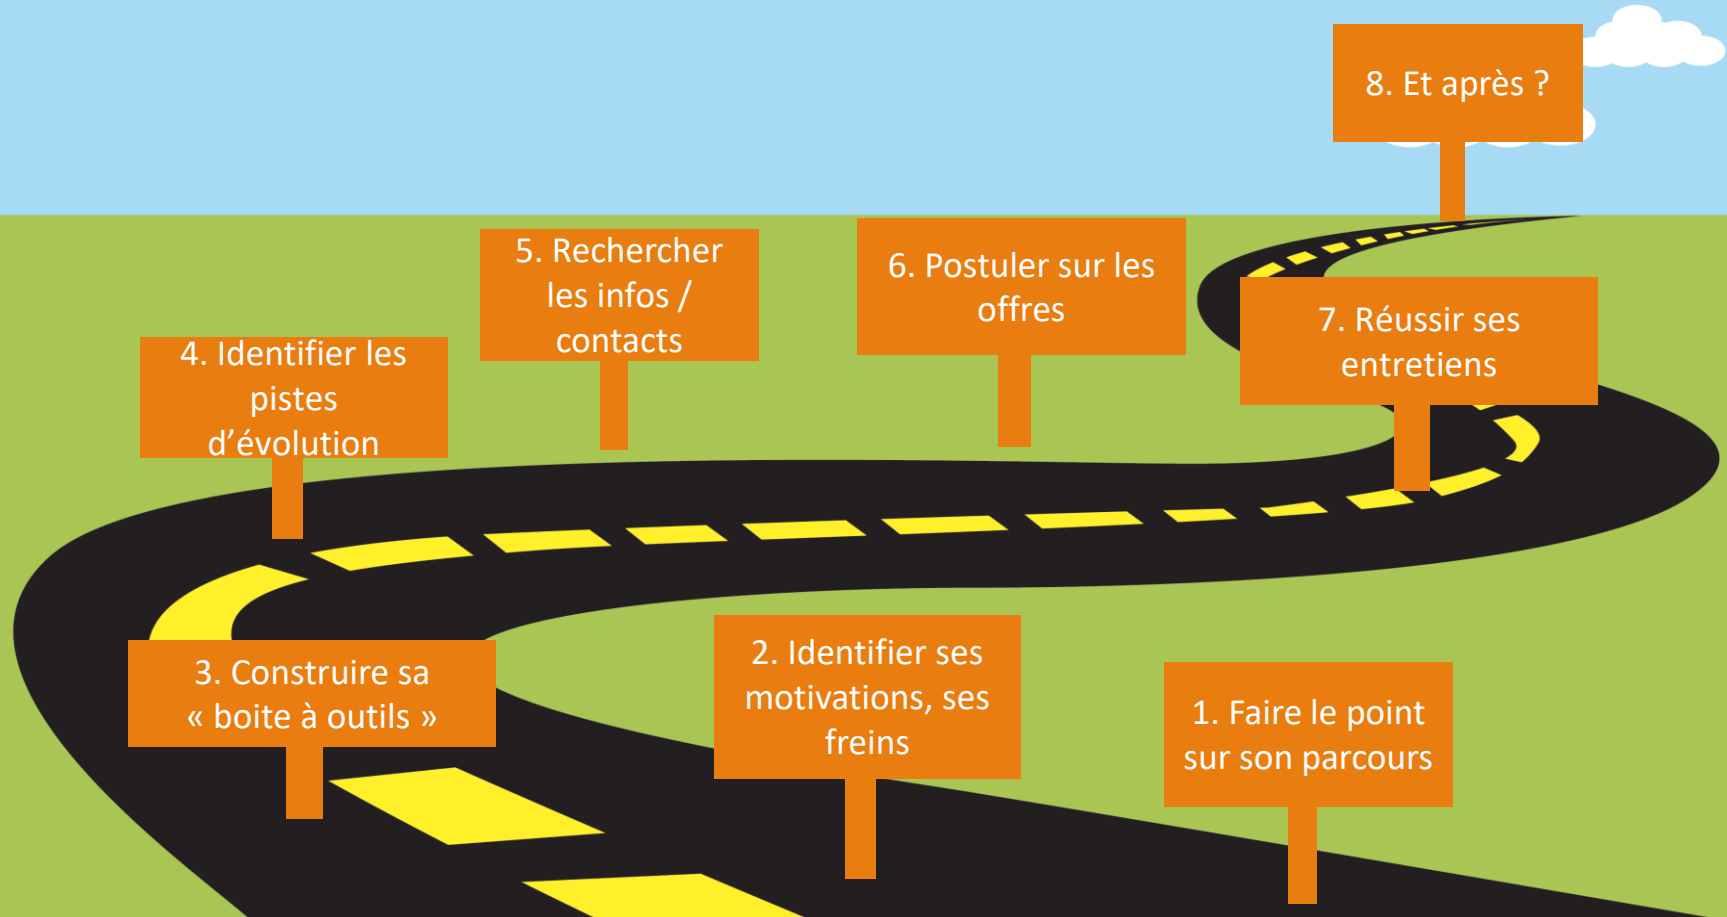 8. Et après ?
5. Rechercher
les infos /
contacts
6. Postuler sur les
offres
7. Réussir ses
entretiens
4. Identifier les
pistes
d’évolution
3. Construire sa
« boite à outils »
2. Identifier ses
motivations, ses
freins
1. Faire le point
sur son parcours